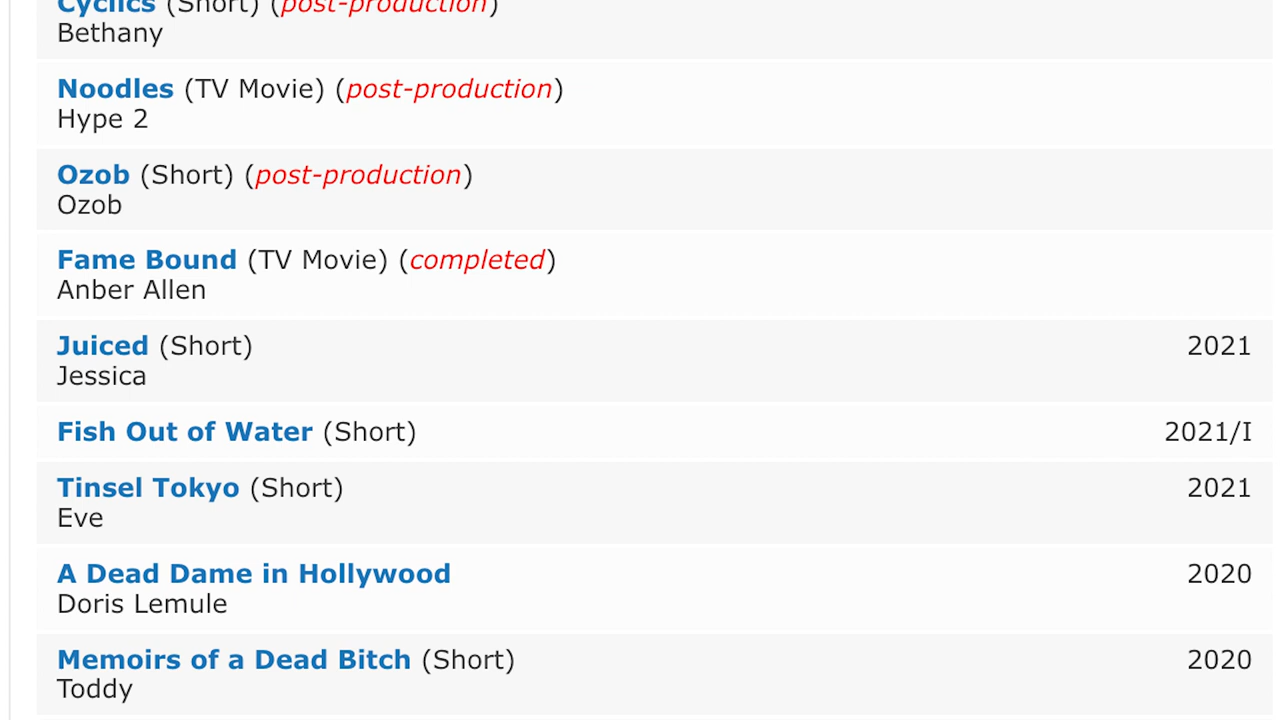 Cyclics (Short) (post-production)
Bethany
Noodles (TV Movie) (post-production)
Hype 2
Ozob (Short) (post-production)
Ozob
Fame Bound (TV Movie) (completed)
Anber Allen
Juiced (Short) 2021
Jessica
Fish Out of Water (Short) 2021/I
Tinsel Tokyo (Short) 2021
Eve
A Dead Dame in Hollywood 2020
Doris Lemule
Memoirs of a Dead Bitch (Short) 2020
Toddy